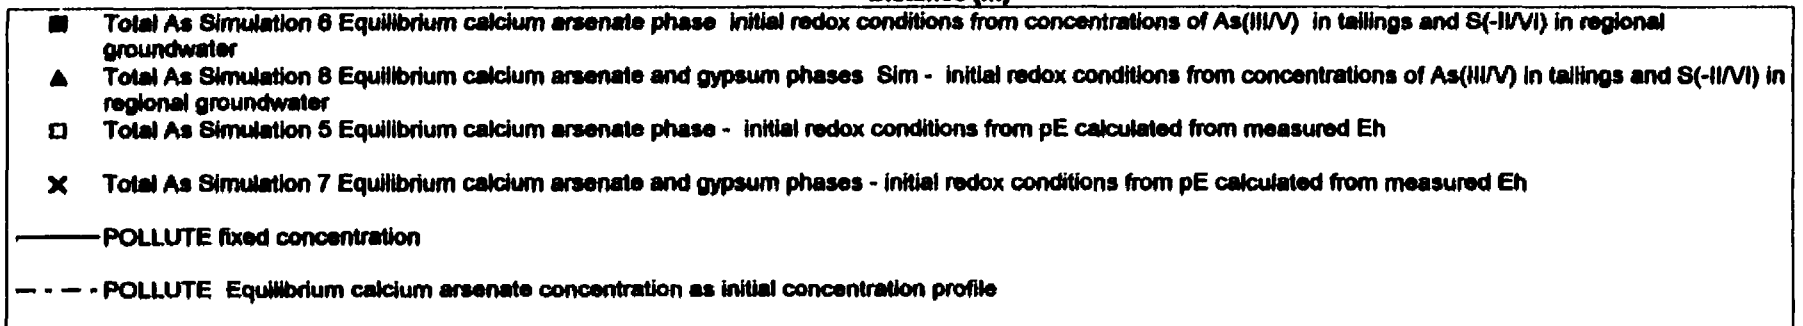 Total As Simulation 6 Equilibrium calcium arsenate phase initial redox conditions from concentrations of As(III/V) in tailings and S(-II/VI) in regional
groundwater
Total As Simulation 8 Equilibrium calcium arsenate and gypsum phases Sim - initial redox conditions from concentrations of As(III/V) in tailings and S(-II/VI) in
regional groundwater
Total As Simulation 5 Equilibrium calcium arsenate phase - initial redox conditions from pE calculated from measured Eh
Total As Simulation 7 Equilibrium calcium arsenate and gypsum phases - initial redox conditions from pE calculated from measured Eh
POLLUTE fixed concentration
POLLUTE Equilibrium calcium arsenate concentration as initial concentration profile